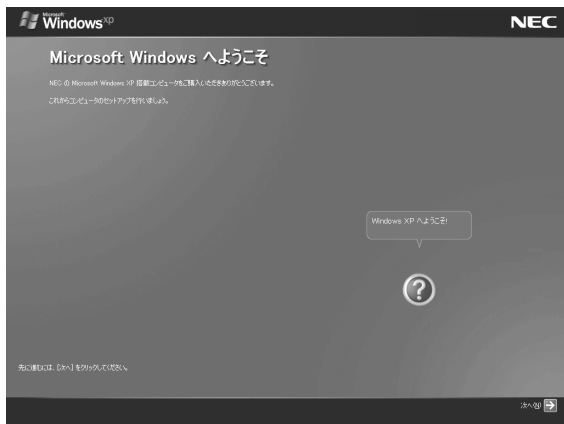 Microsoft
Windows xp
NEC
Microsoft Windows へようこそ
NEC の Microsoft Windows XP 搭載コンピュータをご購入いただきありがとうございます。
これからコンピュータのセットアップを行いましょう。
Windows XP へようこそ!
?
先に進むには、[次へ] をクリックしてください。
次へ(N)